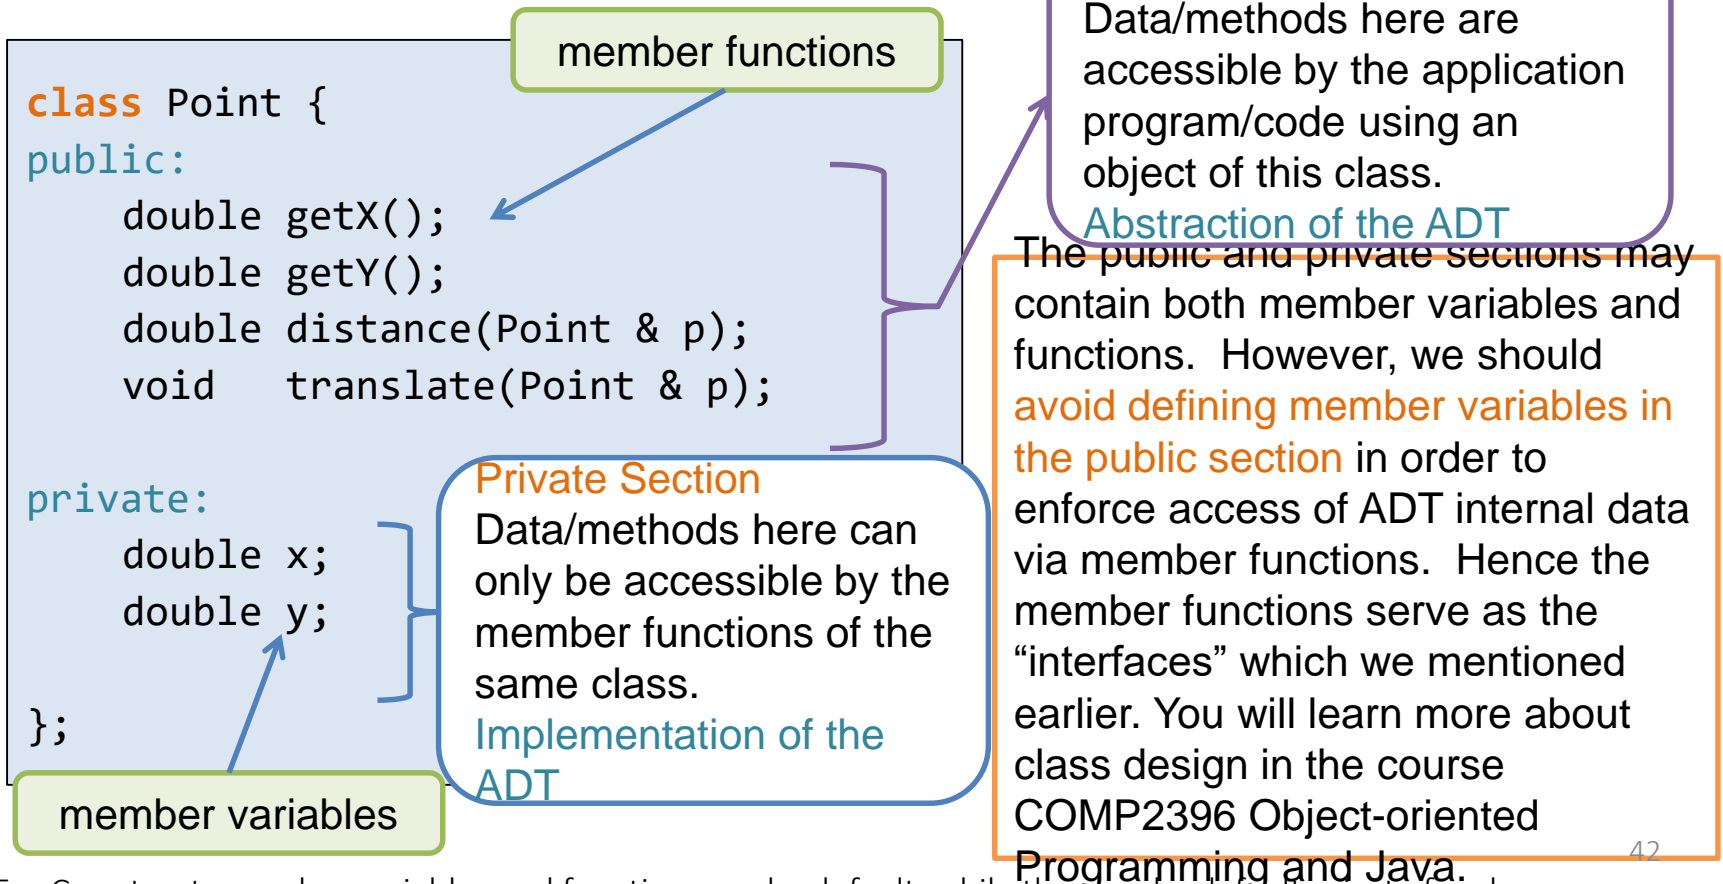 member functions
class Point {
public:
double getX();
double getY();
double distance(Point & p);
void translate(Point & p);
private:
double x;
double y;
};
member variables
Private Section
Data/methods here can
only be accessible by the
member functions of the
same class.
Implementation of the
ADT
Data/methods here are
accessible by the application
program/code using an
object of this class.
Abstraction of the ADT
The public and private sections may
contain both member variables and
functions. However, we should
avoid defining member variables in
the public section in order to
enforce access of ADT internal data
via member functions. Hence the
member functions serve as the
“interfaces” which we mentioned
earlier. You will learn more about
class design in the course
COMP2396 Object-oriented
Programming and Java.
42